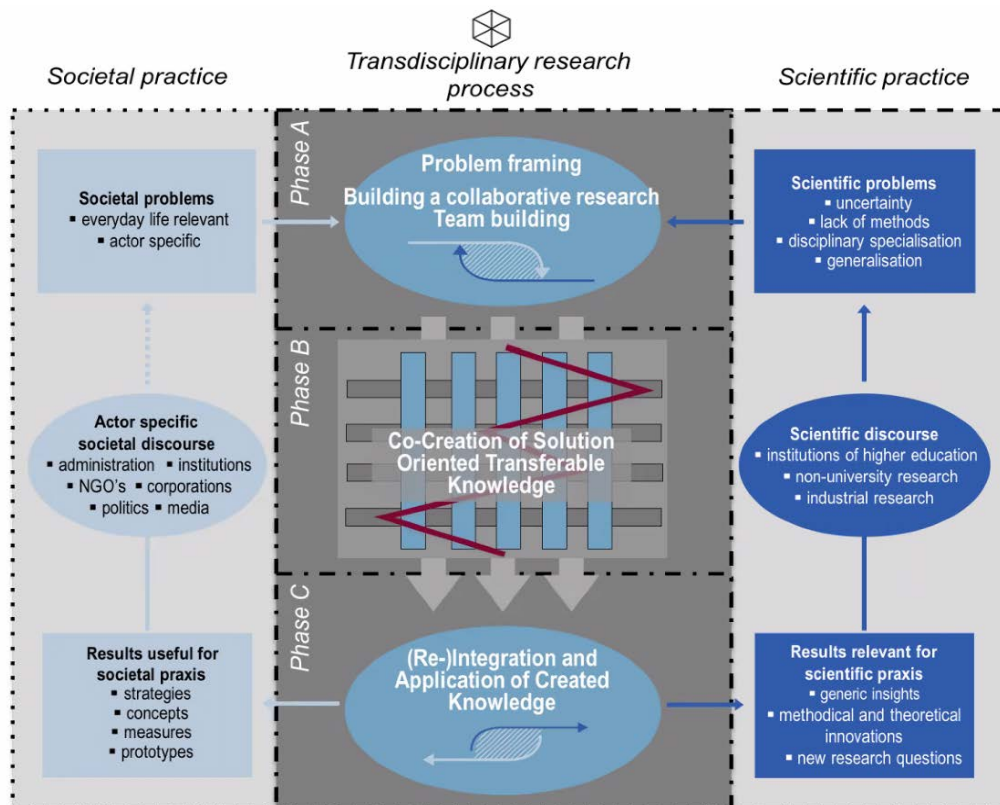 Societal practice
Transdisciplinary research
process
Scientific practice
Phase A
Problem framing
Building a collaborative research
Team building
Societal problems
▪ everyday life relevant
▪ actor specific
Scientific problems
▪ uncertainty
▪ lack of methods
▪ disciplinary specialisation
▪ generalisation
Phase B
Co-Creation of Solution
Oriented Transferable
Knowledge
Actor specific
societal discourse
▪ administration ▪ institutions
▪ NGO's ▪ corporations
▪ politics ▪ media
Scientific discourse
▪ institutions of higher education
▪ non-university research
▪ industrial research
Phase C
(Re-)Integration and
Application of Created
Knowledge
Results useful for
societal praxis
▪ strategies
▪ concepts
▪ measures
▪ prototypes
Results relevant for
scientific praxis
▪ generic insights
▪ methodical and theoretical
innovations
▪ new research questions